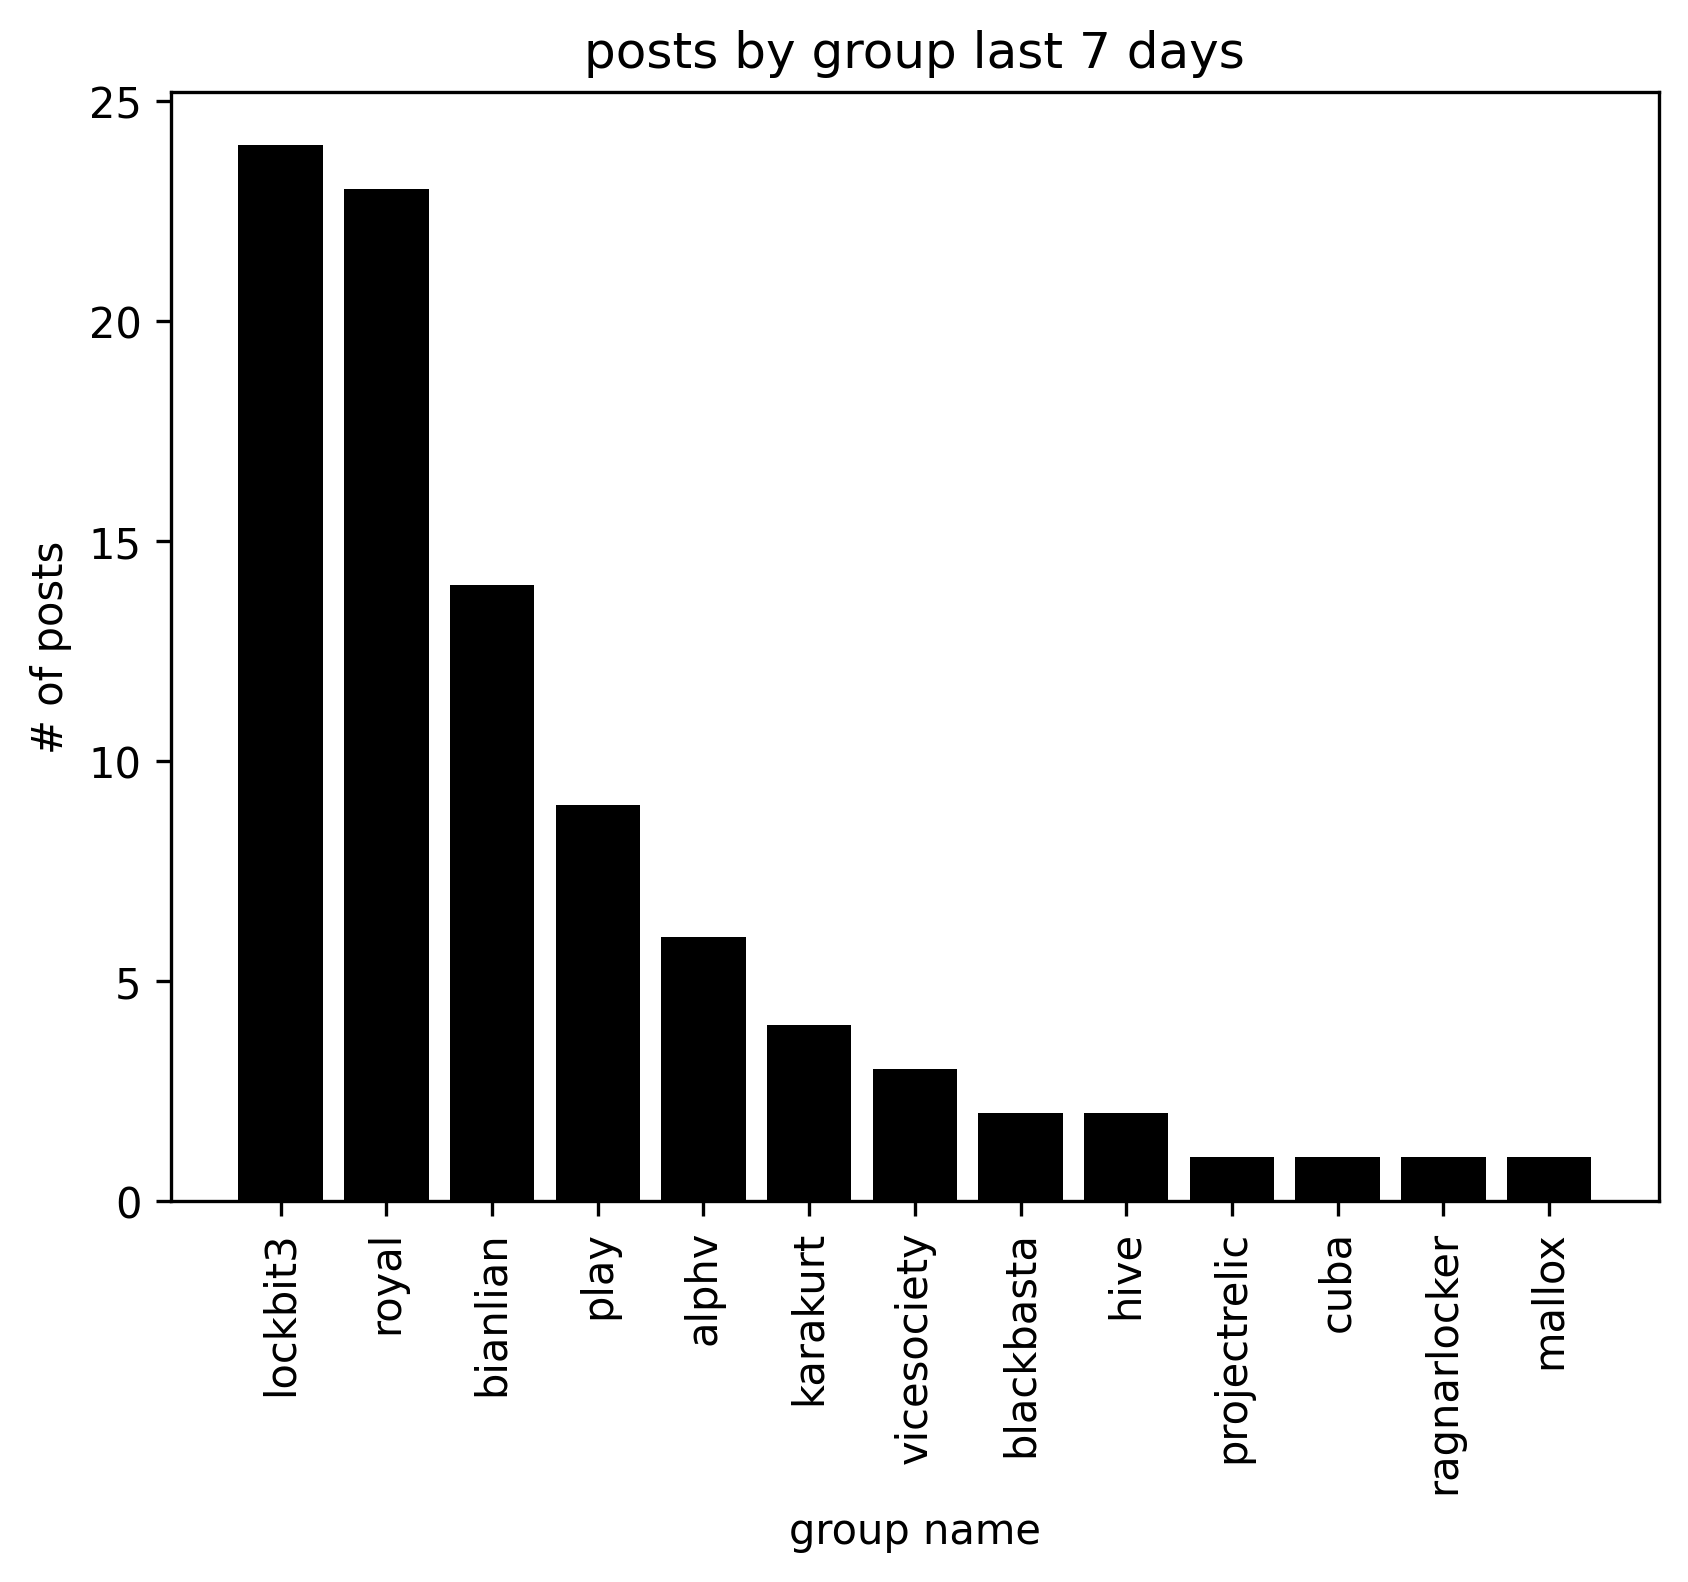 posts by group last 7 days
# of posts
25
20
15
10
5
0
lockbit3
royal
bianlian
play
alphv
karakurt
vicesociety
blackbasta
hive
projectrelic
cuba
ragnarlocker
mallox
group name